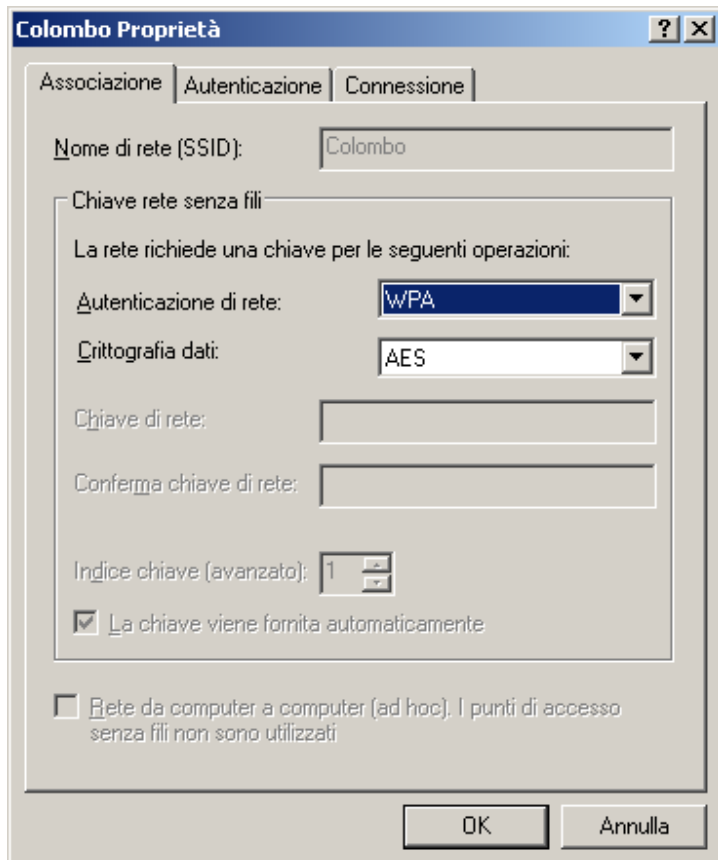 Colombo Proprietà
Associazione Autenticazione Connessione
Nome di rete (SSID): Colombo
Chiave rete senza fili
La rete richiede una chiave per le seguenti operazioni:
Autenticazione di rete: WPA
Crittografia dati: AES
Chiave di rete:
Conferma chiave di rete:
Indice chiave (avanzato): 1
La chiave viene fornita automaticamente
Rete da computer a computer (ad hoc). I punti di accesso
senza fili non sono utilizzati
OK Annulla